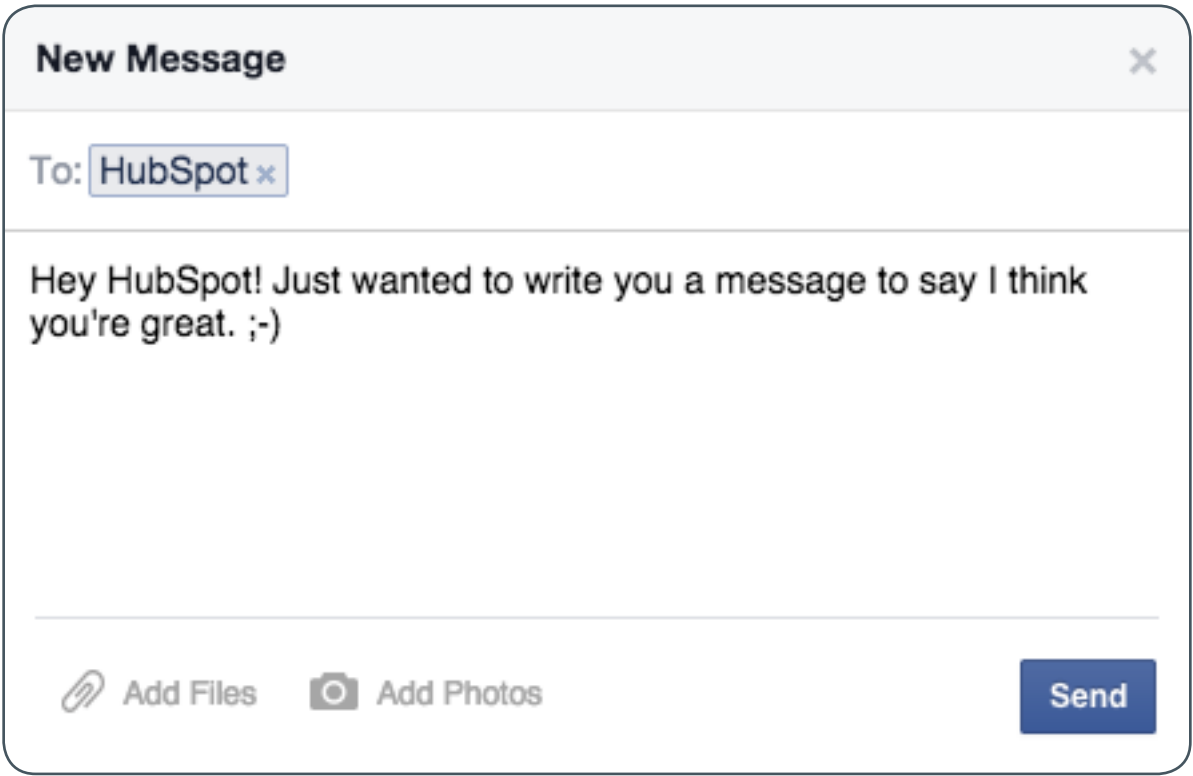 New Message
To: HubSpot
Hey HubSpot! Just wanted to write you a message to say I think
you're great. ;-)
Add Files Add Photos Send